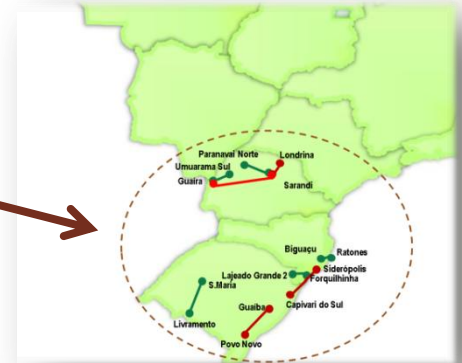 Paranavaí Norte
Londrina
Umuarama Sul
Guaíra
Sarandi
Biguaçu
Ratones
Siderópolis
Lajeado Grande 2
Forquilhinha
S.Maria
Capivari do Sul
Guaíba
Livramento
Povo Novo